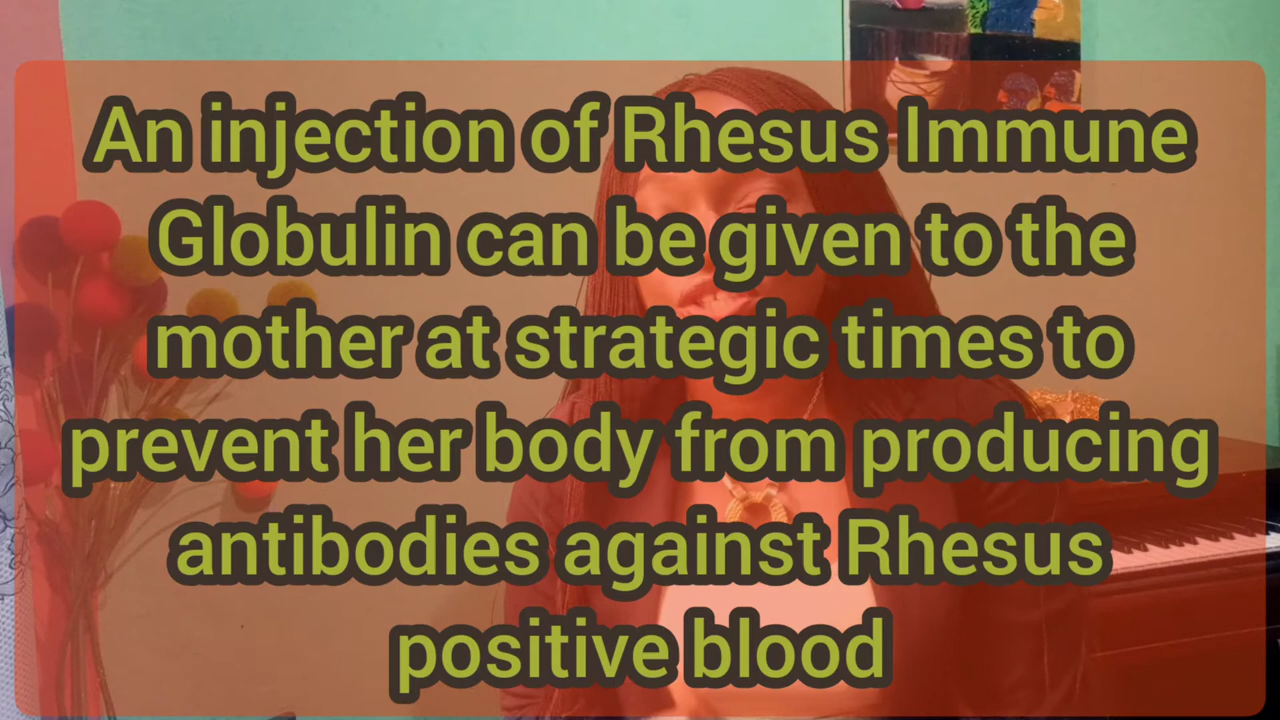 An injection of Rhesus Immune
Globulin can be given to the
mother at strategic times to
prevent her body from producing
antibodies against Rhesus
positive blood